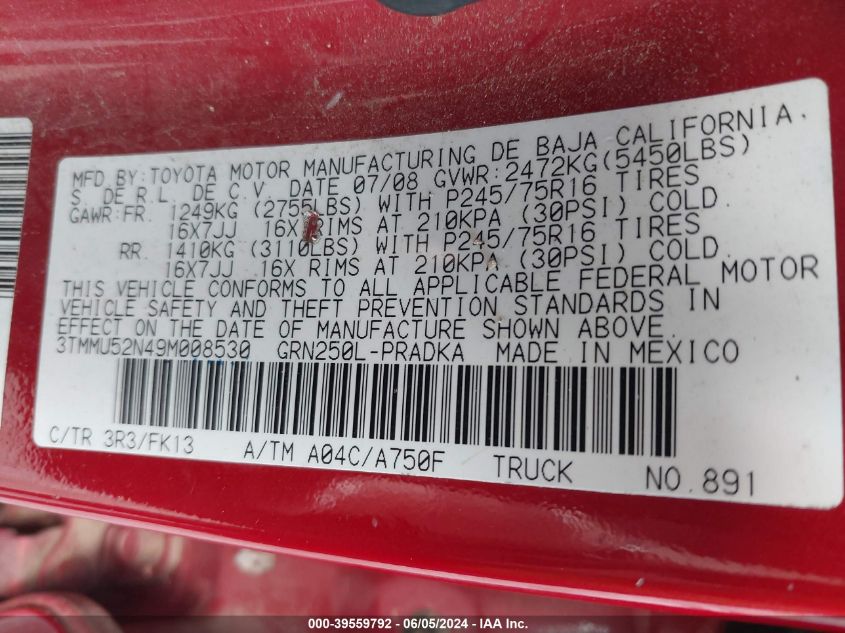 MFD BY: TOYOTA MOTOR MANUFACTURING DE BAJA CALIFORNIA.
S. DE R.L. DE C.V. DATE 07/08 GVWR: 2472KG(5450LBS)
GAWR: FR. 1249KG (2755LBS) WITH P245/75R16 TIRES
16X7JJ 16X RIMS AT 210KPA (30PSI) COLD
RR. 1410KG (3110LBS) WITH P245/75R16 TIRES
16X7JJ 16X RIMS AT 210KPA (30PSI) COLD.
THIS VEHICLE CONFORMS TO ALL APPLICABLE FEDERAL MOTOR
VEHICLE SAFETY AND THEFT PREVENTION STANDARDS IN
EFFECT ON THE DATE OF MANUFACTURE SHOWN ABOVE.
3TMMU52N49M008530 GRN250L-PRADKA MADE IN MEXICO
C/TR 3R3/FK13 A/TM A04C/A750F TRUCK NO.891
000-39559792 - 06/05/2024 - IAA Inc.